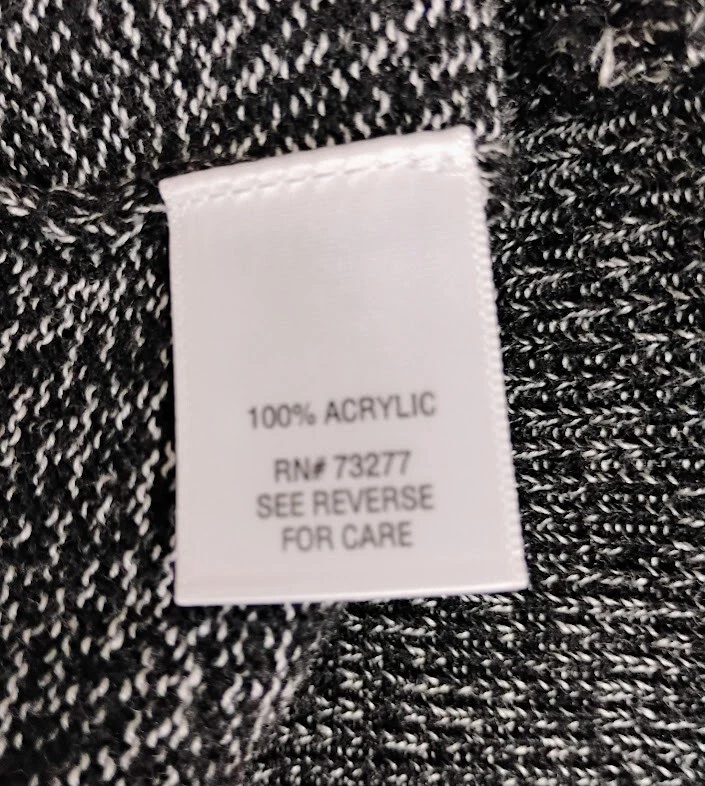 100% ACRYLIC
RN# 73277
SEE REVERSE
FOR CARE